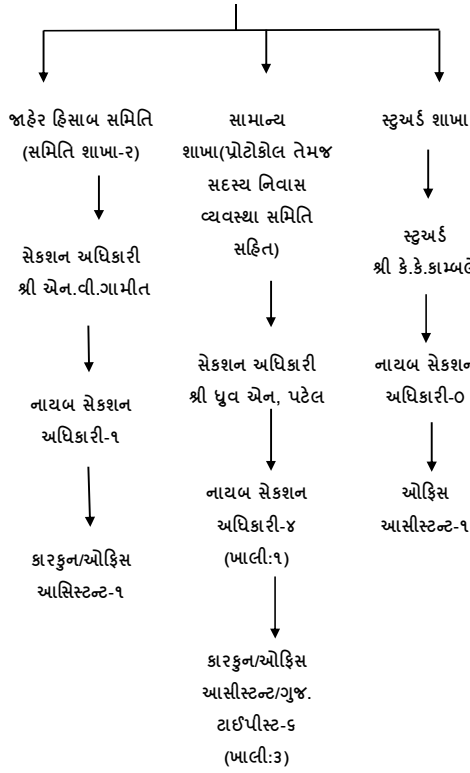 જાહેર હિસાબ સમિતિ
(સમિતિ શાખા-૨)
સેકશન અધિકારી
શ્રી એન.વી.ગામીત
નાયબ સેકશન
અધિકારી-૧
કારકુન/ઓફિસ
આસિસ્ટન્ટ-૧
સામાન્ય
શાખા(પ્રોટોકોલ તેમજ
સદસ્ય નિવાસ
વ્યવસ્થા સમિતિ
સહિત)
સેકશન અધિકારી
શ્રી ધ્રુવ એન, પટેલ
નાયબ સેકશન
અધિકારી-૪
(ખાલી:૧)
કારકુન/ઓફિસ
આસીસ્ટન્ટ/ગુજ.
ટાઈપીસ્ટ-૬
(ખાલી:૩)
સ્ટુઅર્ડ શાખા
સ્ટુઅર્ડ
શ્રી
નાયબ સેકશન
અધિકારી-૦
ઓફિસ
આસીસ્ટન્ટ-૧